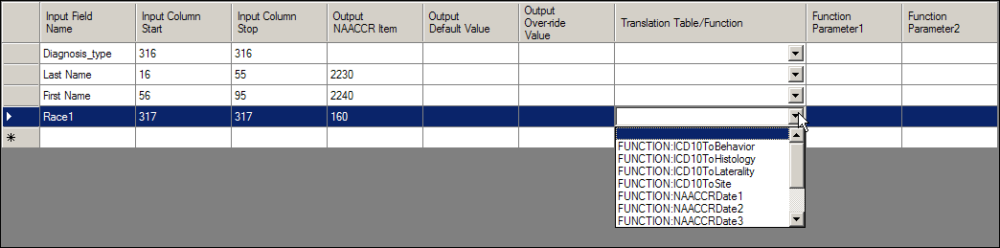 Input Field Name Input Column Start Input Column Stop Output NAACCR Item Output Default Value Output Over-ride Value Translation Table/Function Function Parameter1 Function Parameter2
Diagnosis_type 316 316
Last Name 16 55 2230
First Name 56 95 2240
Race1 317 317 160
FUNCTION:ICD10ToBehavior
FUNCTION:ICD10ToHistology
FUNCTION:ICD10ToLaterality
FUNCTION:ICD10ToSite
FUNCTION:NAACCRDate1
FUNCTION:NAACCRDate2
FUNCTION:NAACCRDate3